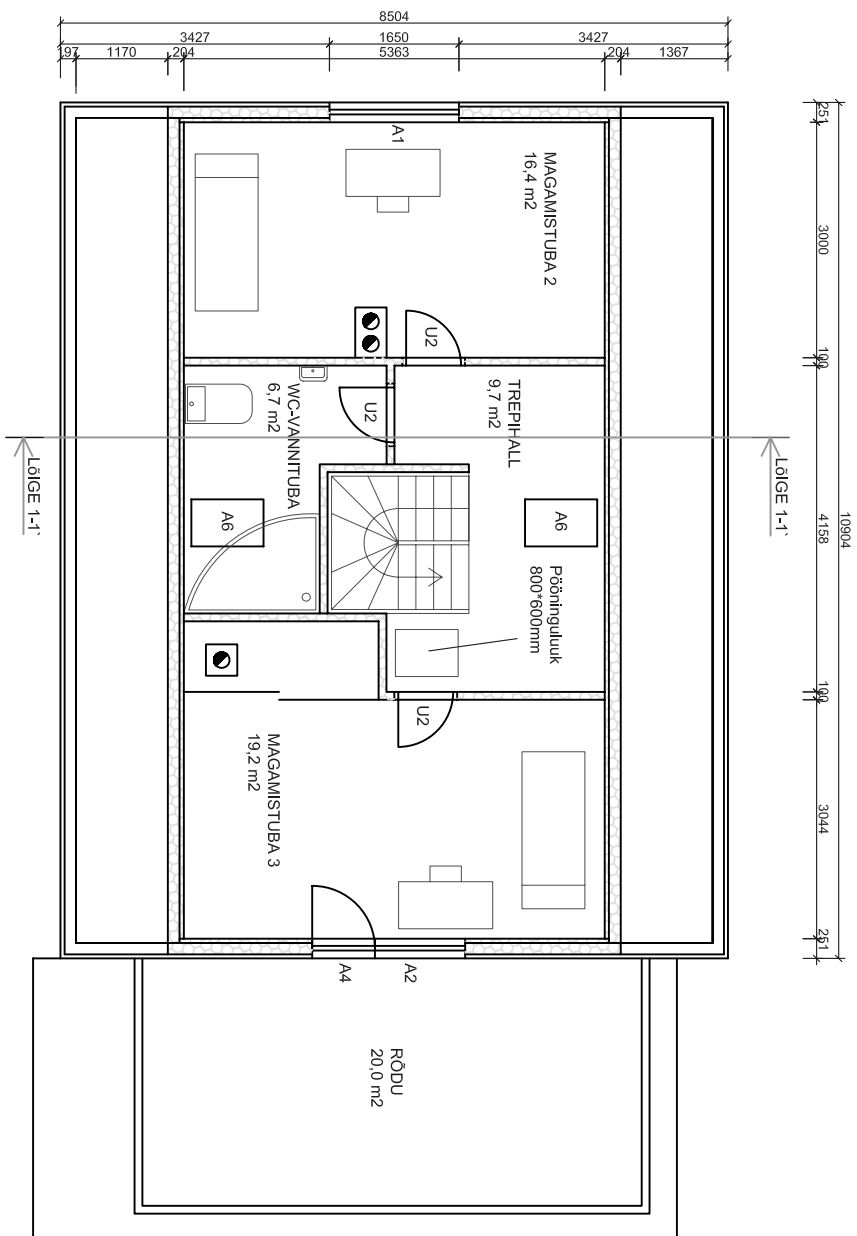 8504
3427
1650
3427
197
1170
204
5363
204
1367
251
3000
100
4158
100
3044
251
10904
A1
MAGAMISTUBA 2
16,4 m2
U2
TREPIHALL
9,7 m2
WC-VANNITUBA
6,7 m2
U2
LÕIGE 1-1`
LÕIGE 1-1`
A6
A6
Pööninguluuk
800*600mm
U2
MAGAMISTUBA 3
19,2 m2
A4
A2
RÕDU
20,0 m2